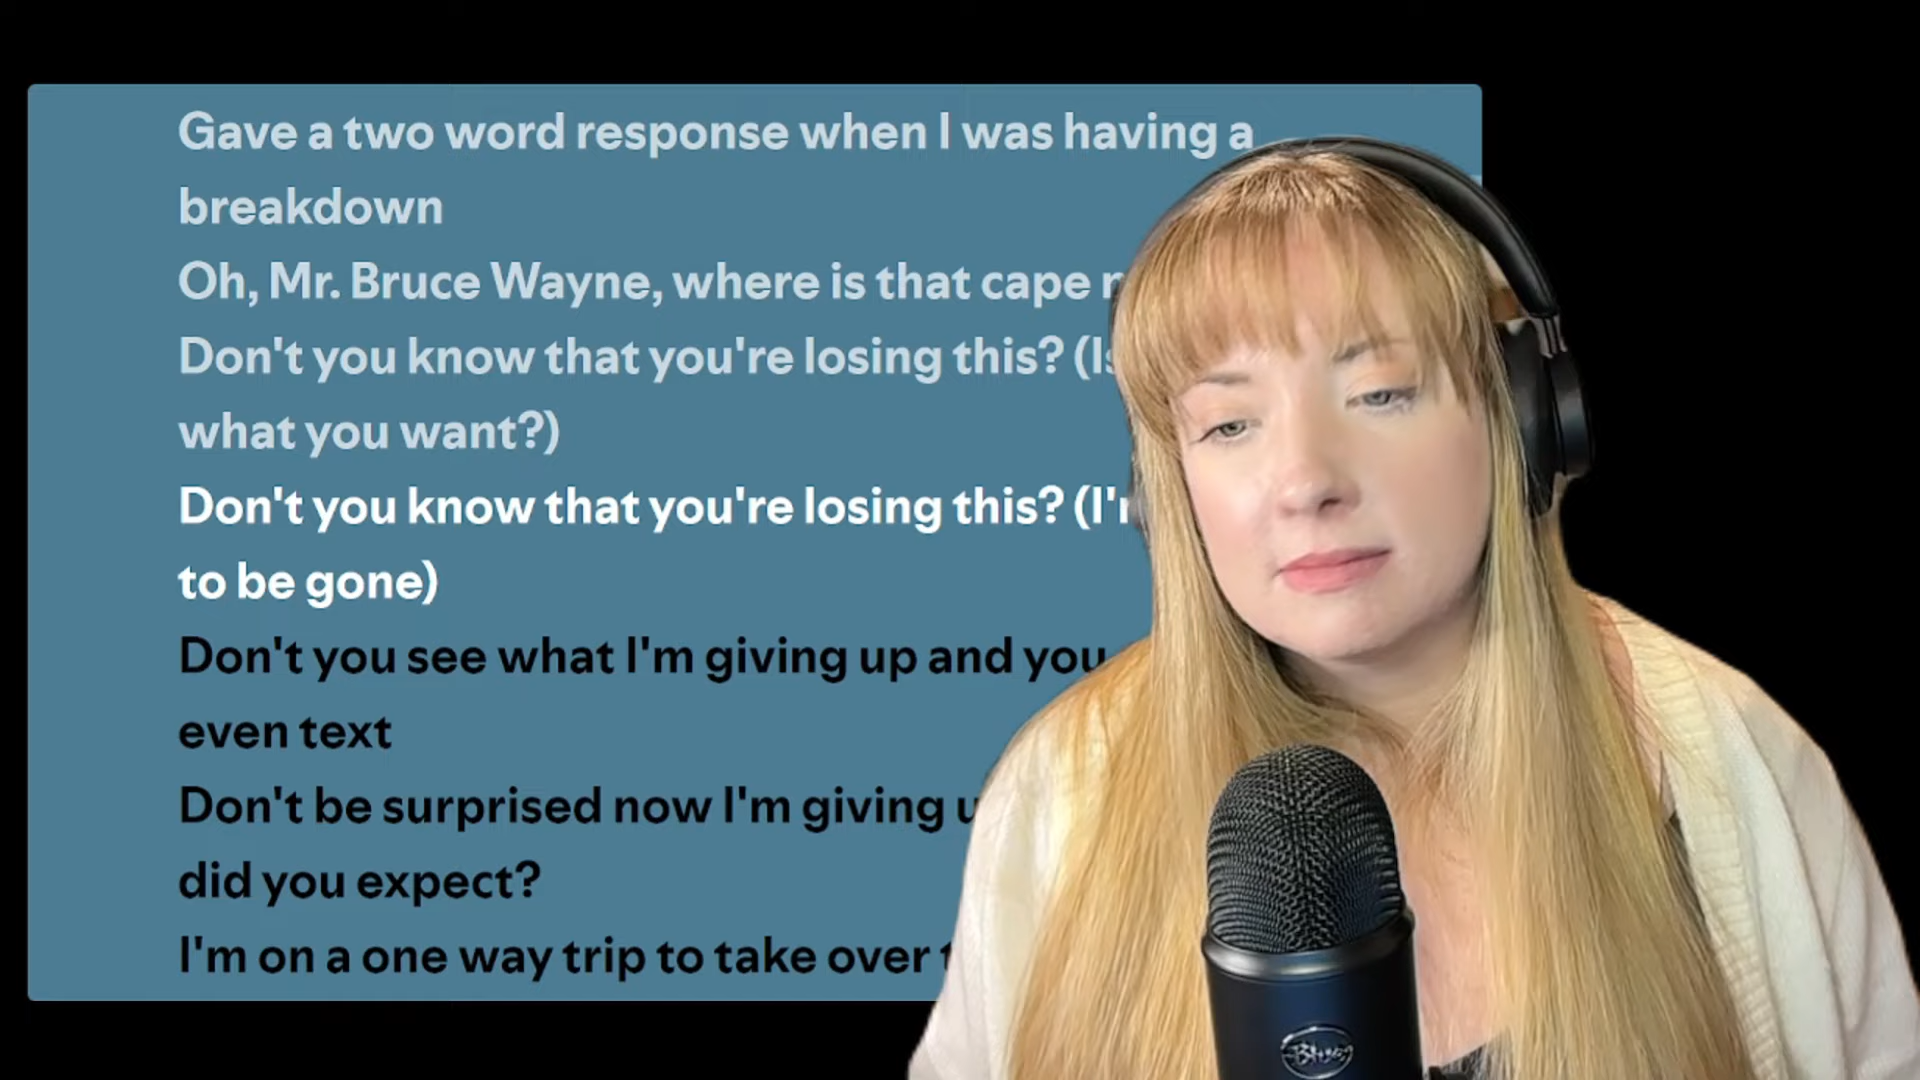 Gave a two word response when I was having a
breakdown
Oh, Mr. Bruce Wayne, where is that cape
Don't you know that you're losing this?
what you want?)
Don't you know that you're losing this? (I'm
to be gone)
Don't you see what I'm giving up and you
even text
Don't be surprised now I'm giving
did you expect?
I'm on a one way trip to take over
Blue